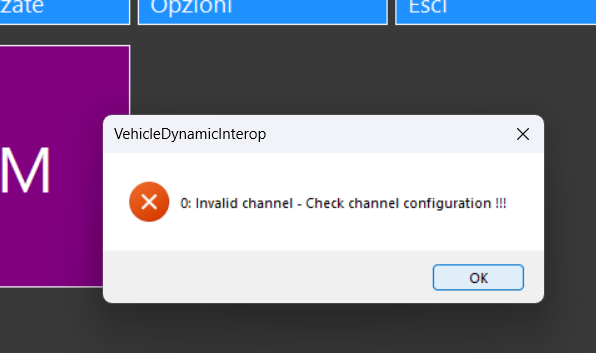 zate
Opzioni
Esci
M
VehicleDynamicInterop
0: Invalid channel - Check channel configuration !!!
OK